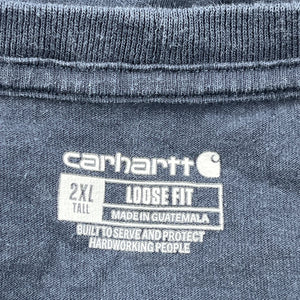 carhartt
2XL TALL LOOSE FIT
MADE IN GUATEMALA
BUILT TO SERVE AND PROTECT
HARDWORKING PEOPLE